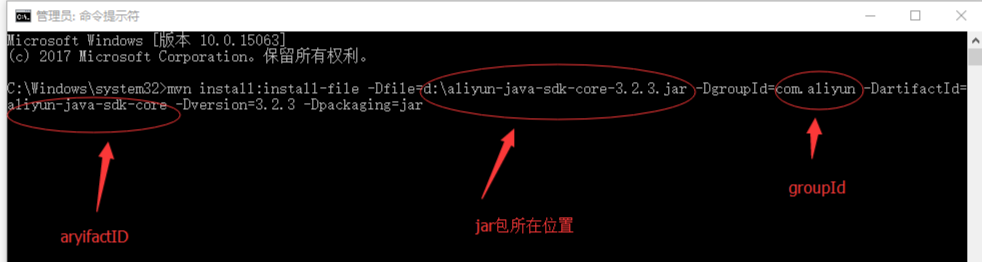 管理员: 命令提示符
Microsoft Windows [版本 10.0.15063]
(c) 2017 Microsoft Corporation。保留所有权利。
C:\Windows\system32>mvn install:install-file -Dfile=d:\aliyun-java-sdk-core-3.2.3.jar -DgroupId=com.aliyun -DartifactId=
aliyun-java-sdk-core -Dversion=3.2.3 -Dpackaging=jar
groupId
jar包所在位置
aryifactID